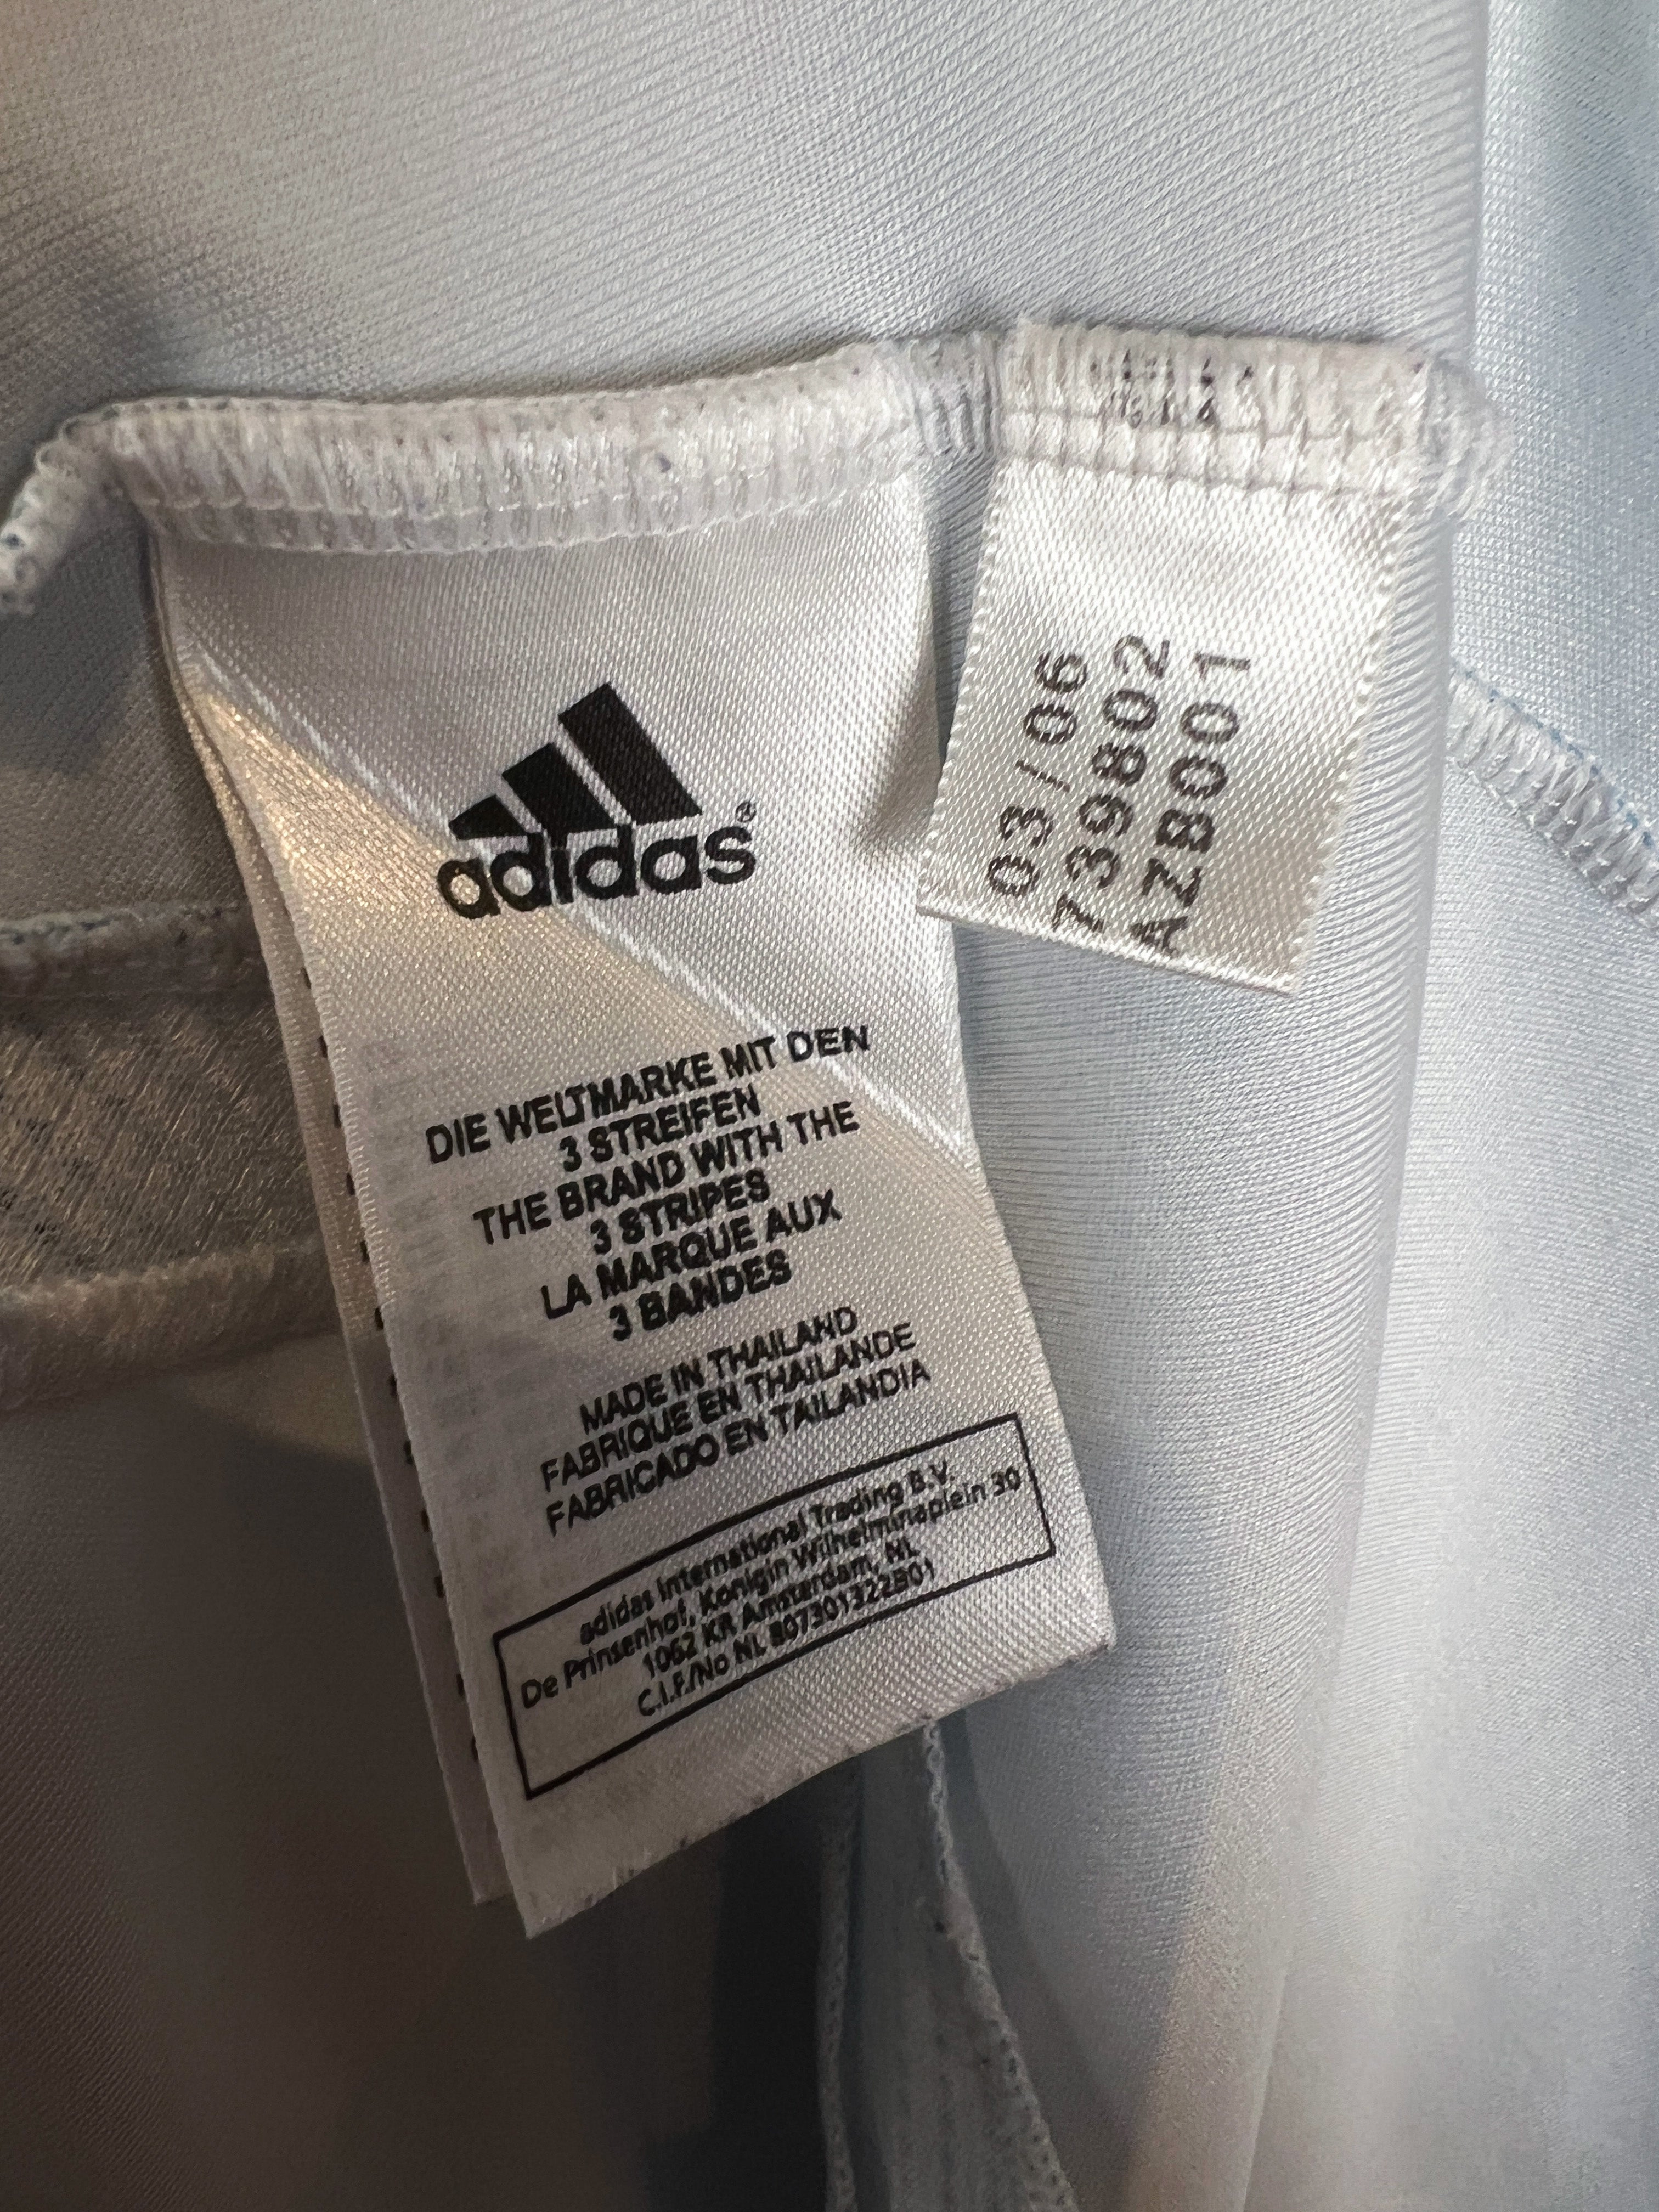 adidas®
DIE WELTMARKE MIT DEN
3 STREIFEN
THE BRAND WITH THE
3 STRIPES
LA MARQUE AUX
3 BANDES
MADE IN THAILAND
FABRIQUE EN THAILANDE
FABRICADO EN TAILANDIA
adidas International Trading B.V.
De Prinsenhof, Konigin Wilhelminaplein 30
1062 KR Amsterdam, NL
C.I.F./No NL 807301322B01
03/06
739802
AZB001